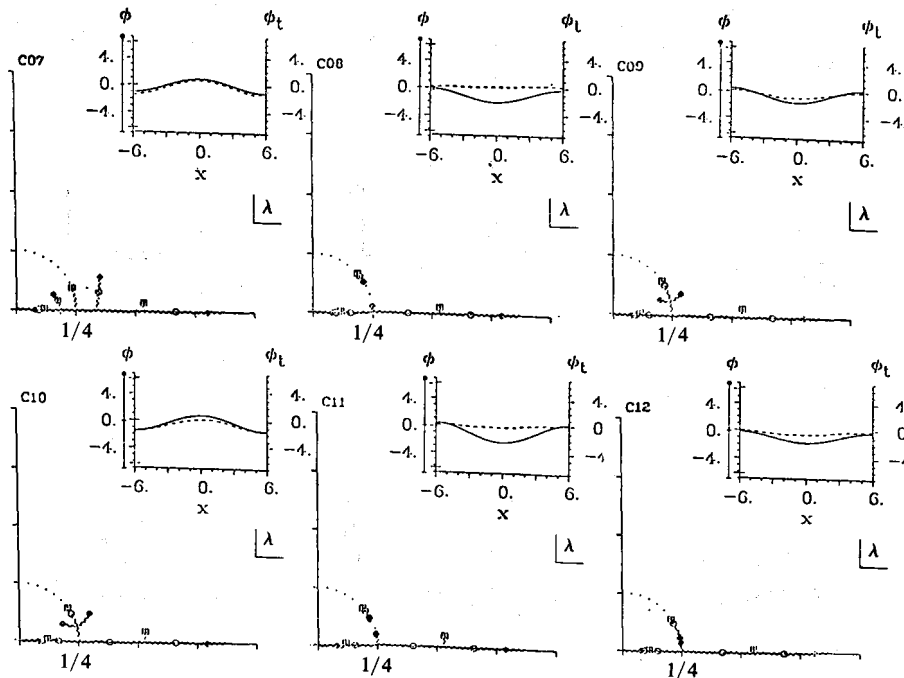 ϕ ϕt
C07
4. 4.
0. 0.
-4. -4.
-6. 0. 6.
x
λ
m m m m
1/4
ϕ ϕt
C08
4. 4.
0. 0.
-4. -4.
-6. 0. 6.
x
λ
m m m
1/4
ϕ ϕt
C09
4. 4.
0. 0.
-4. -4.
-6. 0. 6.
x
λ
m m m
1/4
ϕ ϕt
C10
4. 4.
0. 0.
-4. -4.
-6. 0. 6.
x
λ
m m m
1/4
ϕ ϕt
C11
4. 4.
0. 0
-4. -4
-6. 0. 6.
x
λ
m m m
1/4
ϕ ϕt
C12
4. 4.
0. 0.
-4. -4.
-6. 0. 6.
x
λ
m m m
1/4